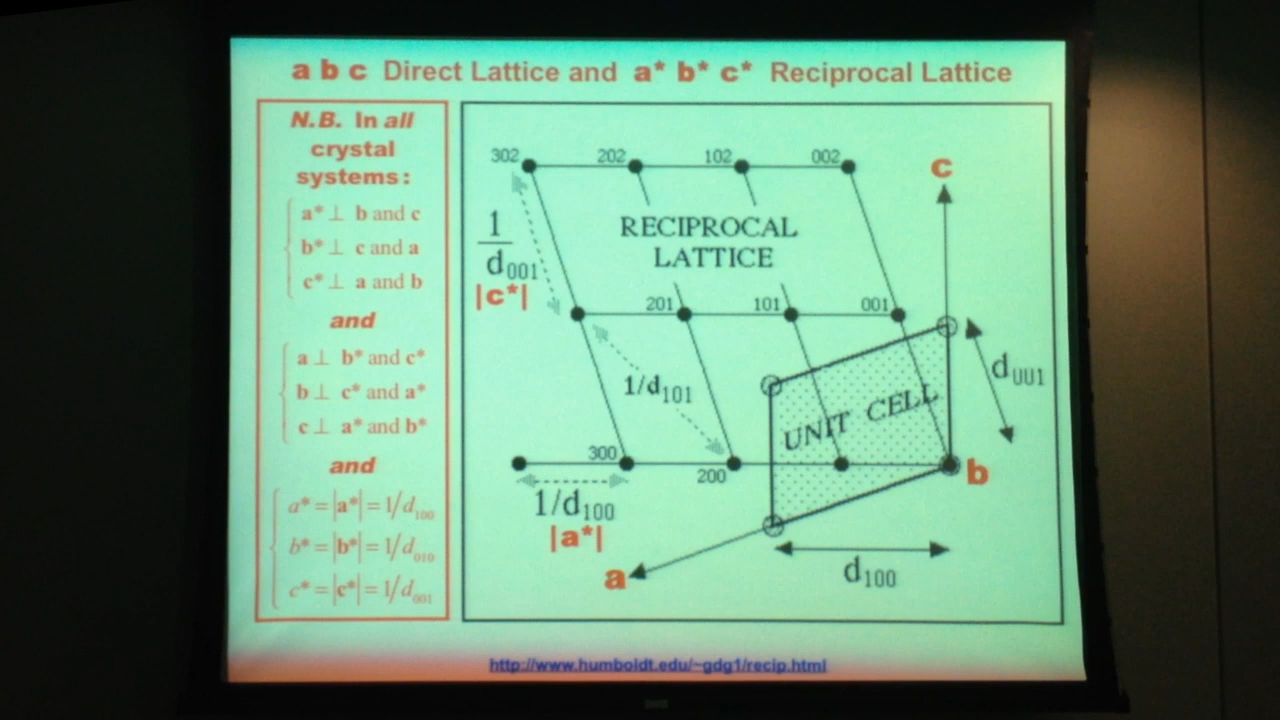 a b c Direct Lattice and a* b* c* Reciprocal Lattice
N.B. In all
crystal
systems:
a* ⊥ b and c
b* ⊥ c and a
c* ⊥ a and b
and
a ⊥ b* and c*
b ⊥ c* and a*
c ⊥ a* and b*
and
a* = |a*| = 1/d₁₀₀
b* = |b*| = 1/d₀₁₀
c* = |c*| = 1/d₀₀₁
302 202 102 002
c
RECIPROCAL
LATTICE
1
d₀₀₁
|c*|
201 101 001
d₀₀₁
1/d₁₀₁
UNIT CELL
300
200
b
1/d₁₀₀
|a*|
a
d₁₀₀
http://www.humboldt.edu/~gdg1/recip.html